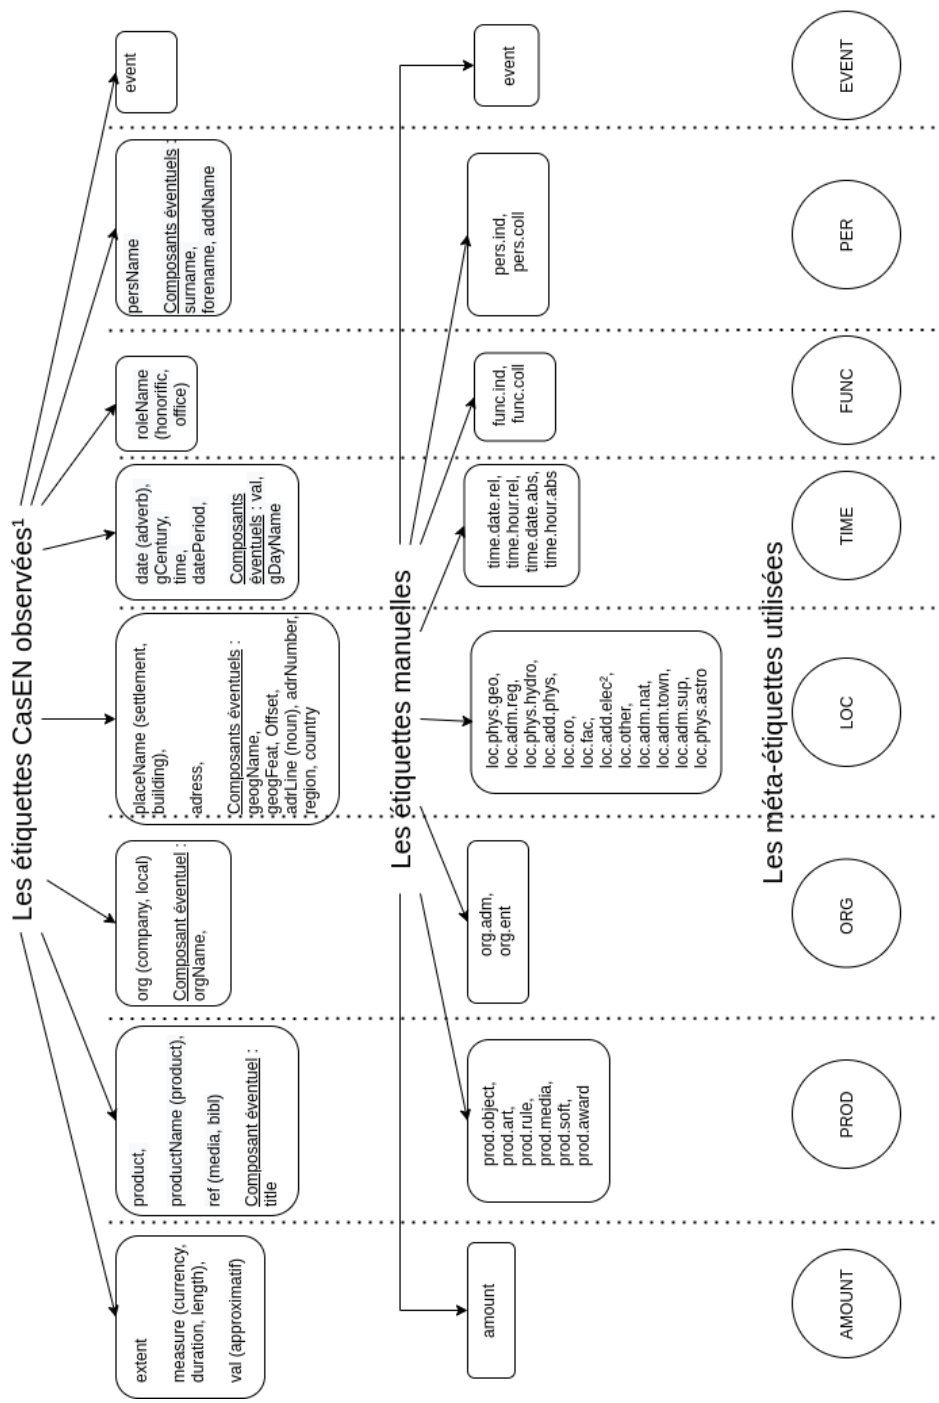 Les étiquettes CasEN observées¹
extent
measure (currency,
duration, length),
val (approximatif)
product,
productName (product),
ref (media, bibl)
Composant éventuel :
title
org (company, local)
Composant éventuel :
orgName,
placeName (settlement,
building),
adress,
Composants éventuels :
geogName,
geogFeat, Offset,
adrLine (noun), adrNumber,
region, country
date (adverb),
gCentury,
time,
datePeriod,
Composants
éventuels : val,
gDayName
roleName
(honorific,
office)
persName
Composants éventuels :
surname,
forename, addName
event
Les étiquettes manuelles
amount
prod.object,
prod.art,
prod.rule,
prod.media,
prod.soft,
prod.award
org.adm,
org.ent
loc.phys.geo,
loc.adm.reg,
loc.phys.hydro,
loc.add.phys,
loc.oro,
loc.fac,
loc.add.elec²,
loc.other,
loc.adm.nat,
loc.adm.town,
loc.adm.sup,
loc.phys.astro
time.date.rel,
time.hour.rel,
time.date.abs,
time.hour.abs
func.ind,
func.coll
pers.ind,
pers.coll
event
Les méta-étiquettes utilisées
AMOUNT
PROD
ORG
LOC
TIME
FUNC
PER
EVENT